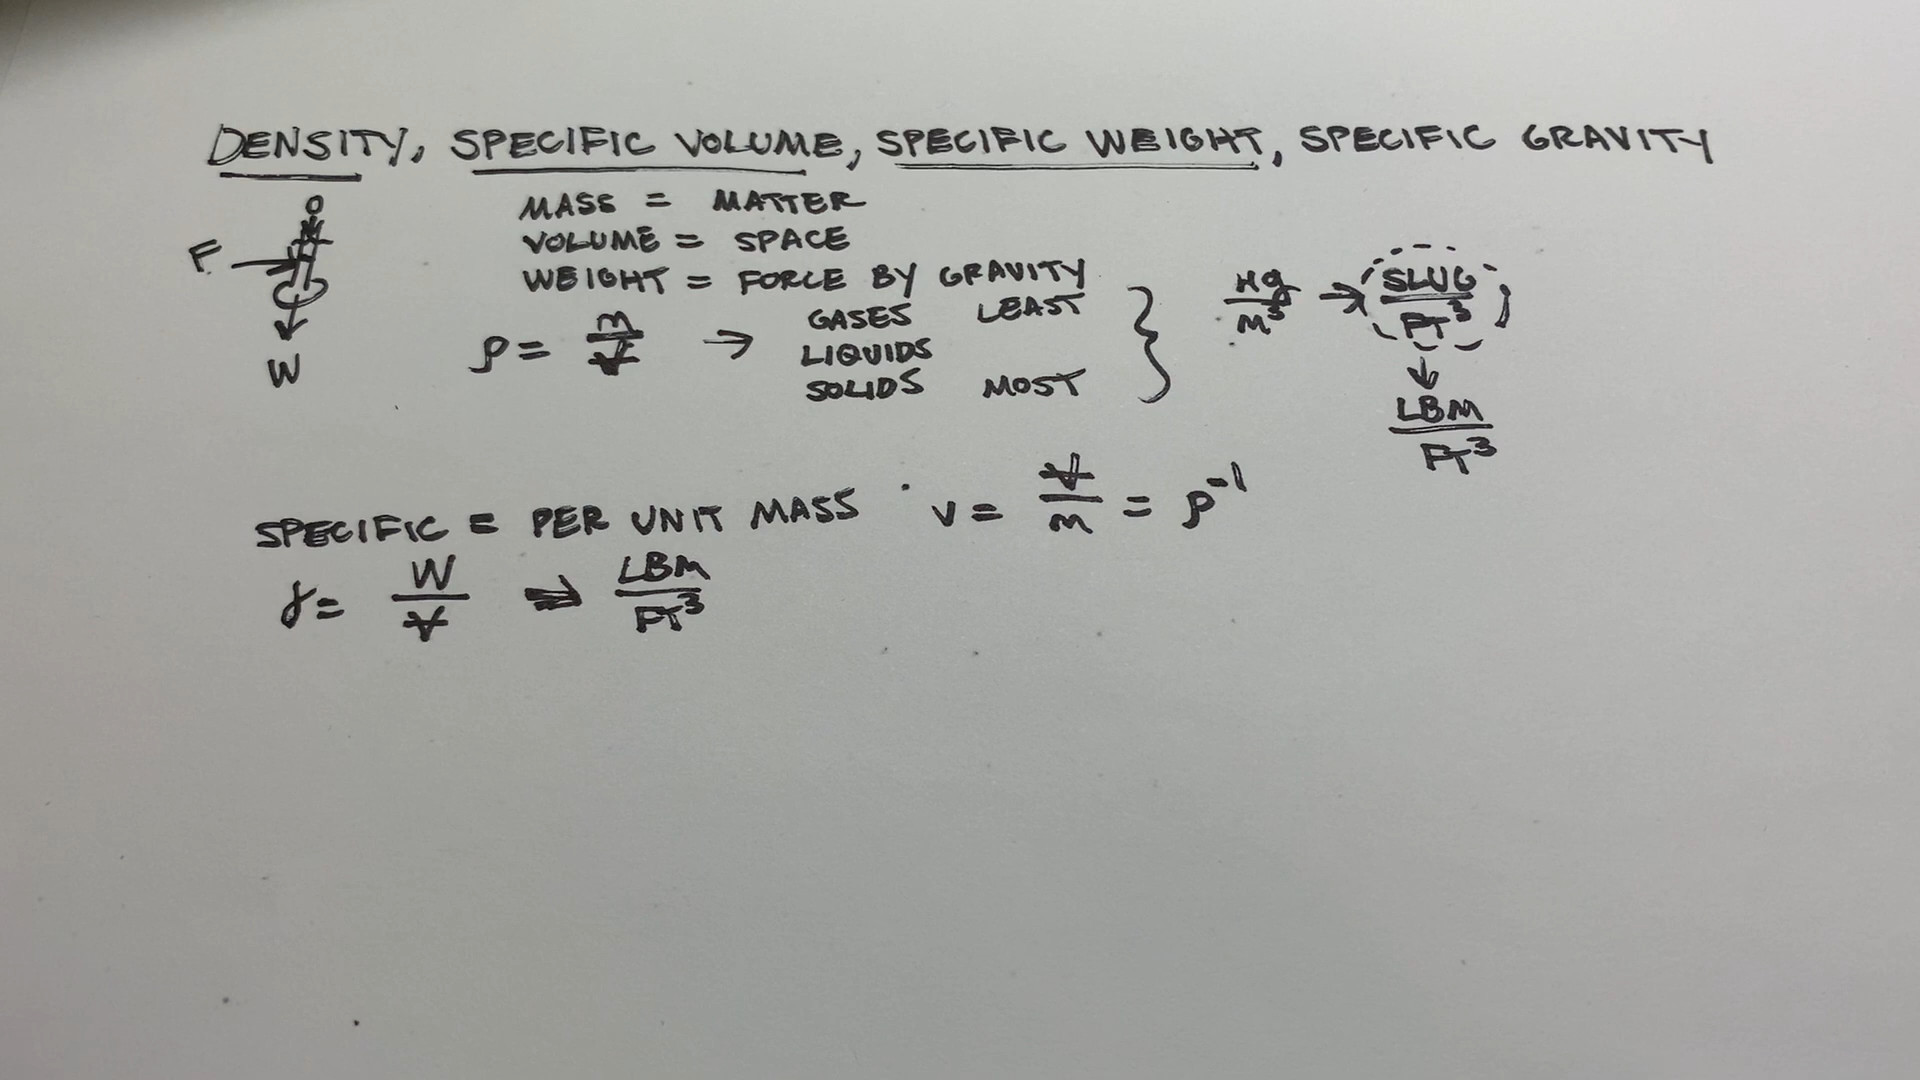 DENSITY, SPECIFIC VOLUME, SPECIFIC WEIGHT, SPECIFIC GRAVITY
MASS = MATTER
VOLUME = SPACE
WEIGHT = FORCE BY GRAVITY
F
W
ρ = m/V → GASES LEAST
LIQUIDS
SOLIDS MOST
} Kg/m³ → SLUG/FT³
↓
LBM/FT³
SPECIFIC = PER UNIT MASS v = V/m = ρ⁻¹
γ = W/V ⇒ LBM/FT³